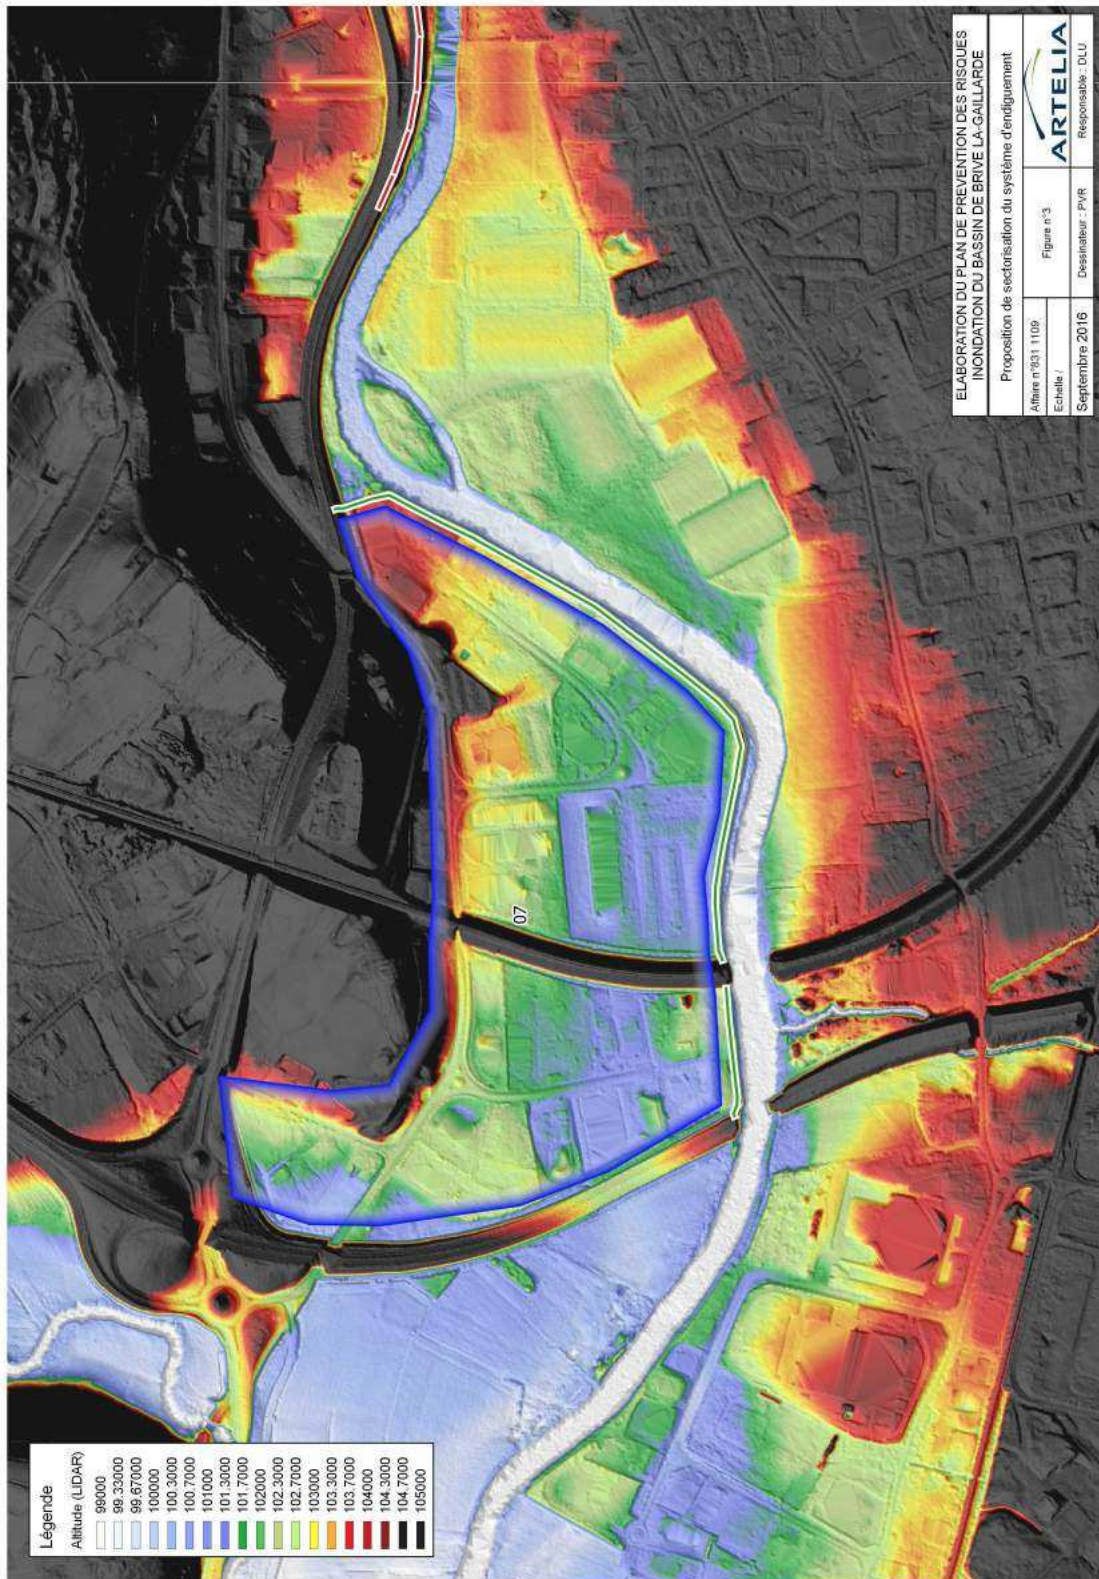 ELABORATION DU PLAN DE PREVENTION DES RISQUES
INONDATION DU BASSIN DE BRIVE LA-GAILLARDE
Proposition de sectorisation du système d'endiguement
Affaire n°831 1109
Echelle /
Septembre 2016
Figure n°3
Dessinateur : PVR
ARTELIA
Responsable : DLU
07
Légende
Altitude (LIDAR)
99000
99.33000
99.67000
100000
100.3000
100.7000
101000
101.3000
101.7000
102000
102.3000
102.7000
103000
103.3000
103.7000
104000
104.3000
104.7000
105000